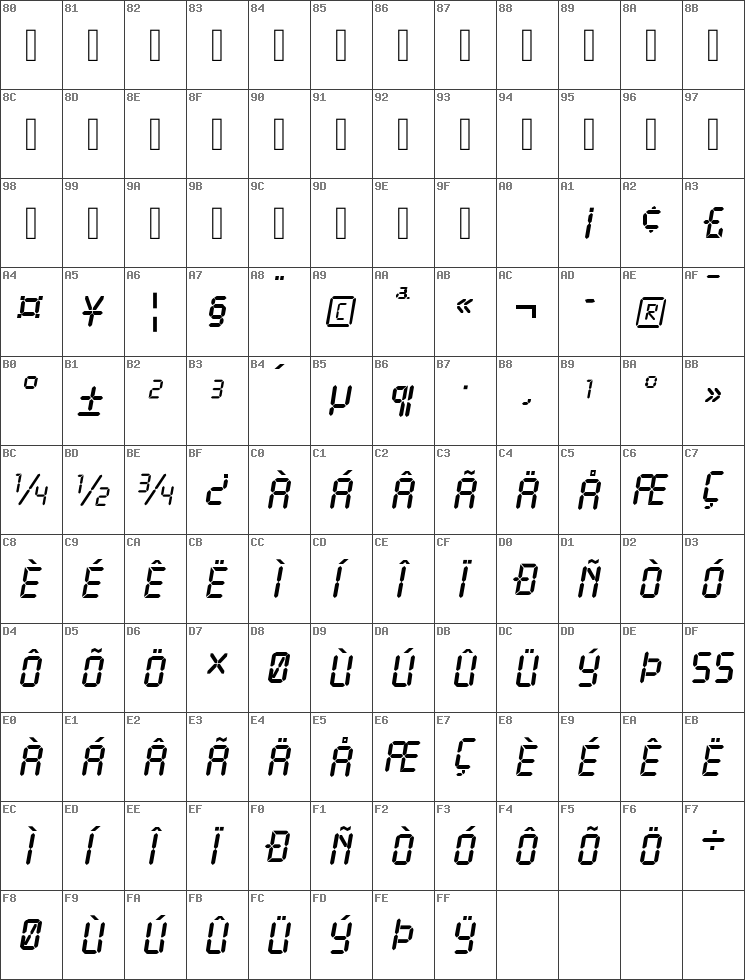 80 81 82 83 84 85 86 87 88 89 8A 8B
8C 8D 8E 8F 90 91 92 93 94 95 96 97
98 99 9A 9B 9C 9D 9E 9F A0 A1 A2 A3
¡ ¢ £
A4 A5 A6 A7 A8 A9 AA AB AC AD AE AF
¤ ¥ ¦ § ¨ © ª « ¬ - ® ¯
B0 B1 B2 B3 B4 B5 B6 B7 B8 B9 BA BB
° ± ² ³ ´ µ ¶ · ¸ ¹ º »
BC BD BE BF C0 C1 C2 C3 C4 C5 C6 C7
¼ ½ ¾ ¿ À Á Â Ã Ä Å Æ Ç
C8 C9 CA CB CC CD CE CF D0 D1 D2 D3
È É Ê Ë Ì Í Î Ï Ð Ñ Ò Ó
D4 D5 D6 D7 D8 D9 DA DB DC DD DE DF
Ô Õ Ö × Ø Ù Ú Û Ü Ý Þ SS
E0 E1 E2 E3 E4 E5 E6 E7 E8 E9 EA EB
À Á Â Ã Ä Å Æ Ç È É Ê Ë
EC ED EE EF F0 F1 F2 F3 F4 F5 F6 F7
Ì Í Î Ï Ð Ñ Ò Ó Ô Õ Ö ÷
F8 F9 FA FB FC FD FE FF
Ø Ù Ú Û Ü Ý Þ Ÿ